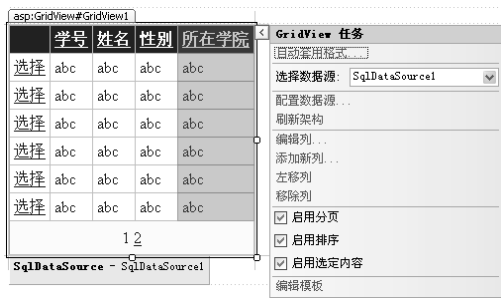 asp:GridView#GridView1
学号 姓名 性别 所在学院
选择 abc abc abc abc
选择 abc abc abc abc
选择 abc abc abc abc
选择 abc abc abc abc
选择 abc abc abc abc
选择 abc abc abc abc
1 2
SqlDataSource - SqlDataSource1
GridView 任务
自动套用格式...
选择数据源: SqlDataSource1
配置数据源...
刷新架构
编辑列...
添加新列...
左移列
移除列
启用分页
启用排序
启用选定内容
编辑模板